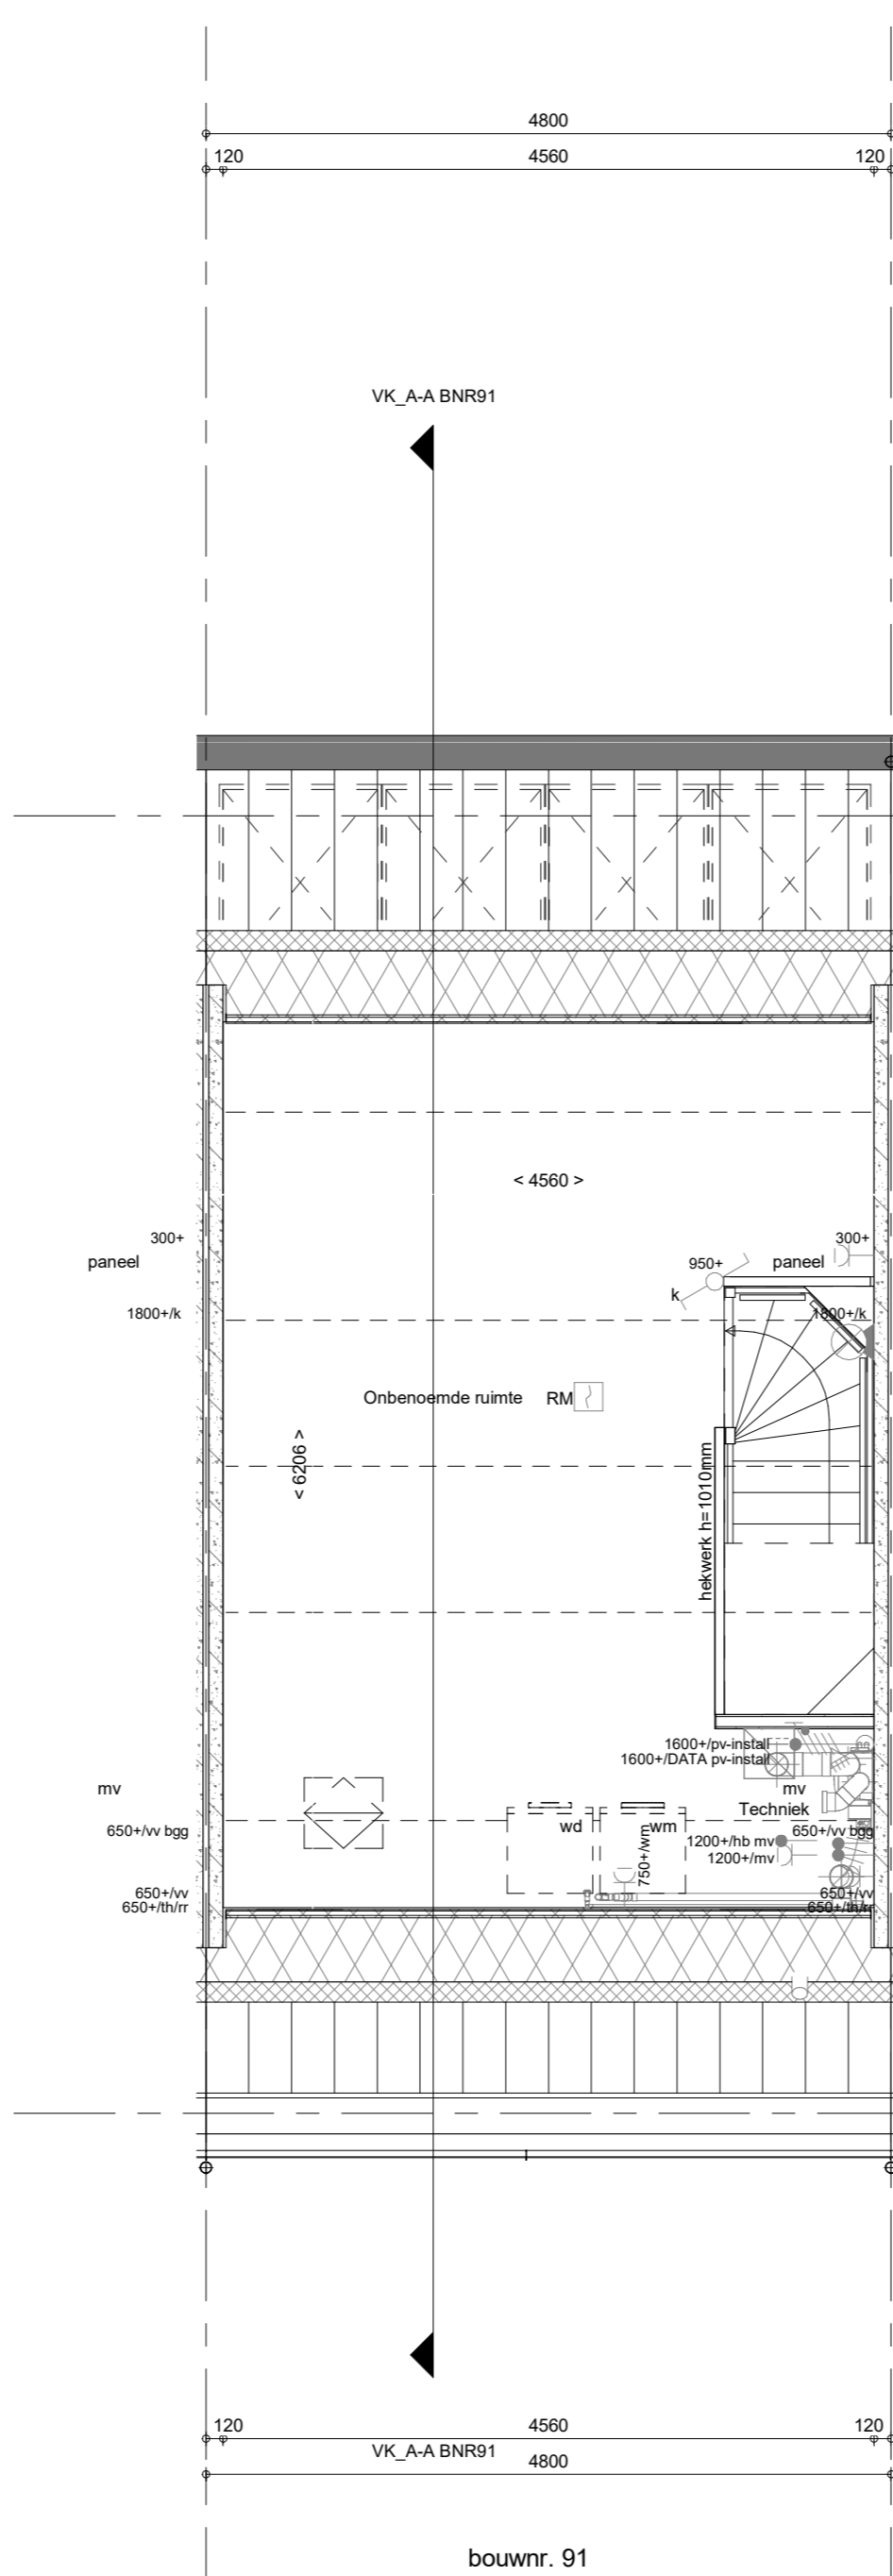 4800
120 4560 120
VK_A-A BNR91
< 4560 >
300+ 300+
paneel 950+ paneel
k
1800+/k 1800+/k
Onbenoemde ruimte RM
< 6206 >
hekwerk h=1010mm
1600+/pv-install
1600+/DATA pv-install
mv mv
Techniek
wd wm
650+/vv bgg 650+/vv bgg
1200+/hb mv
1200+/mv
750+/wm
650+/vv 650+/vv
650+/th/rr 650+/th/rr
120 4560 120
VK_A-A BNR91
4800
bouwnr. 91